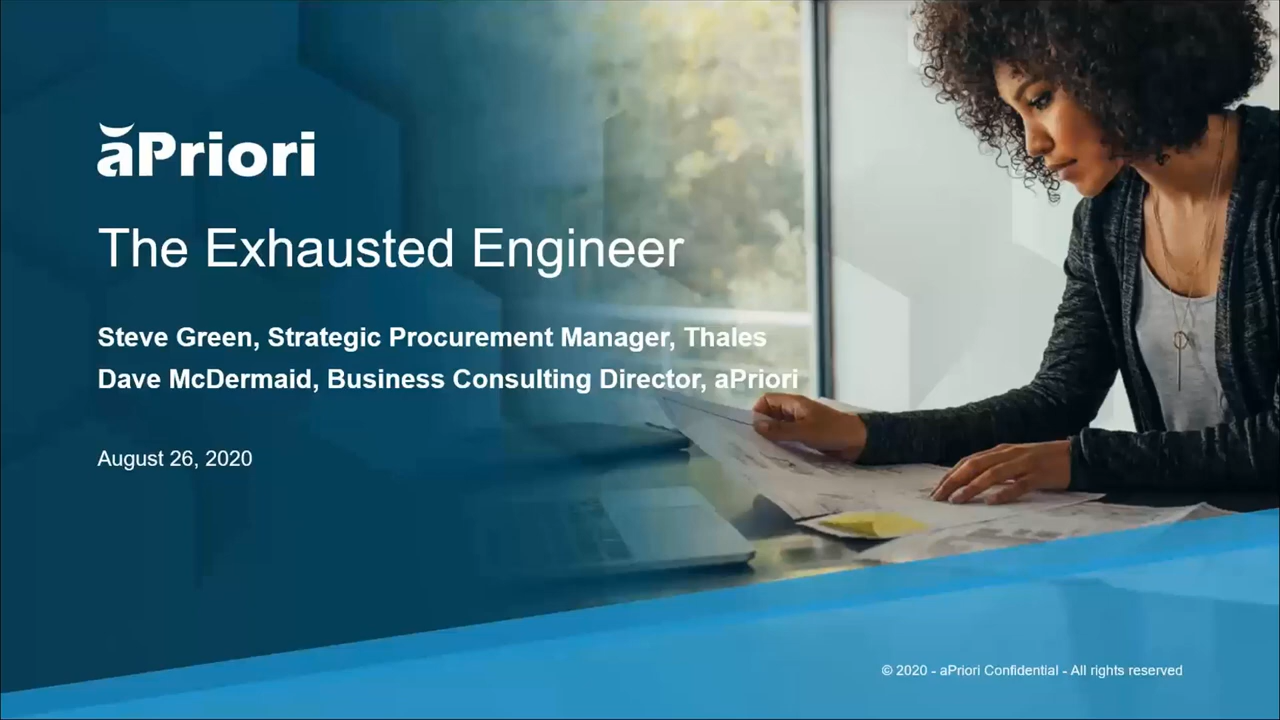 aPriori
The Exhausted Engineer
Steve Green, Strategic Procurement Manager, Thales
Dave McDermaid, Business Consulting Director, aPriori
August 26, 2020
© 2020 - aPriori Confidential - All rights reserved